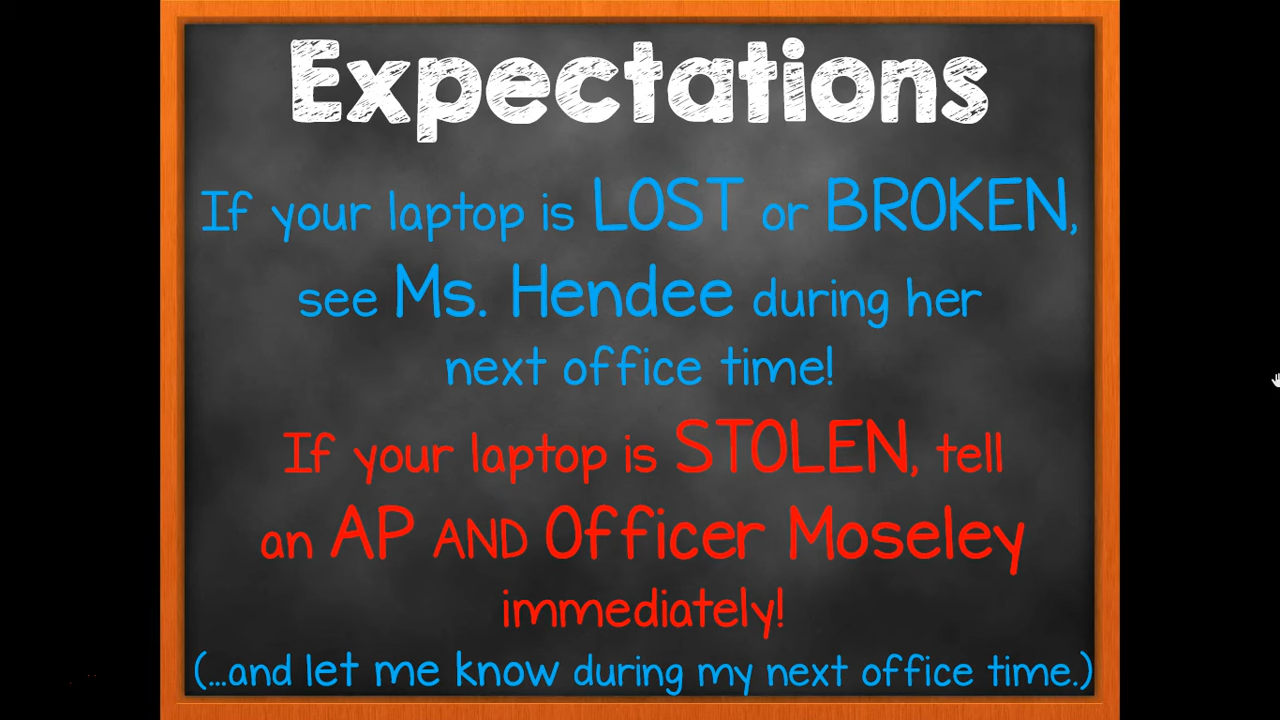 Expectations
If your laptop is LOST or BROKEN,
see Ms. Hendee during her
next office time!
If your laptop is STOLEN, tell
an AP AND Officer Moseley
immediately!
(...and let me know during my next office time.)